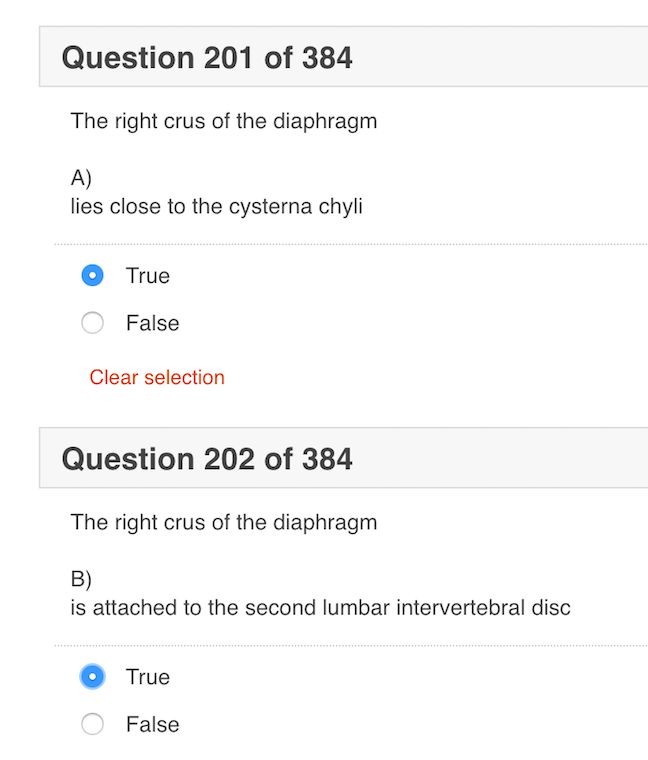 Question 201 of 384
The right crus of the diaphragm
A)
lies close to the cysterna chyli
True
False
Clear selection
Question 202 of 384
The right crus of the diaphragm
B)
is attached to the second lumbar intervertebral disc
True
False